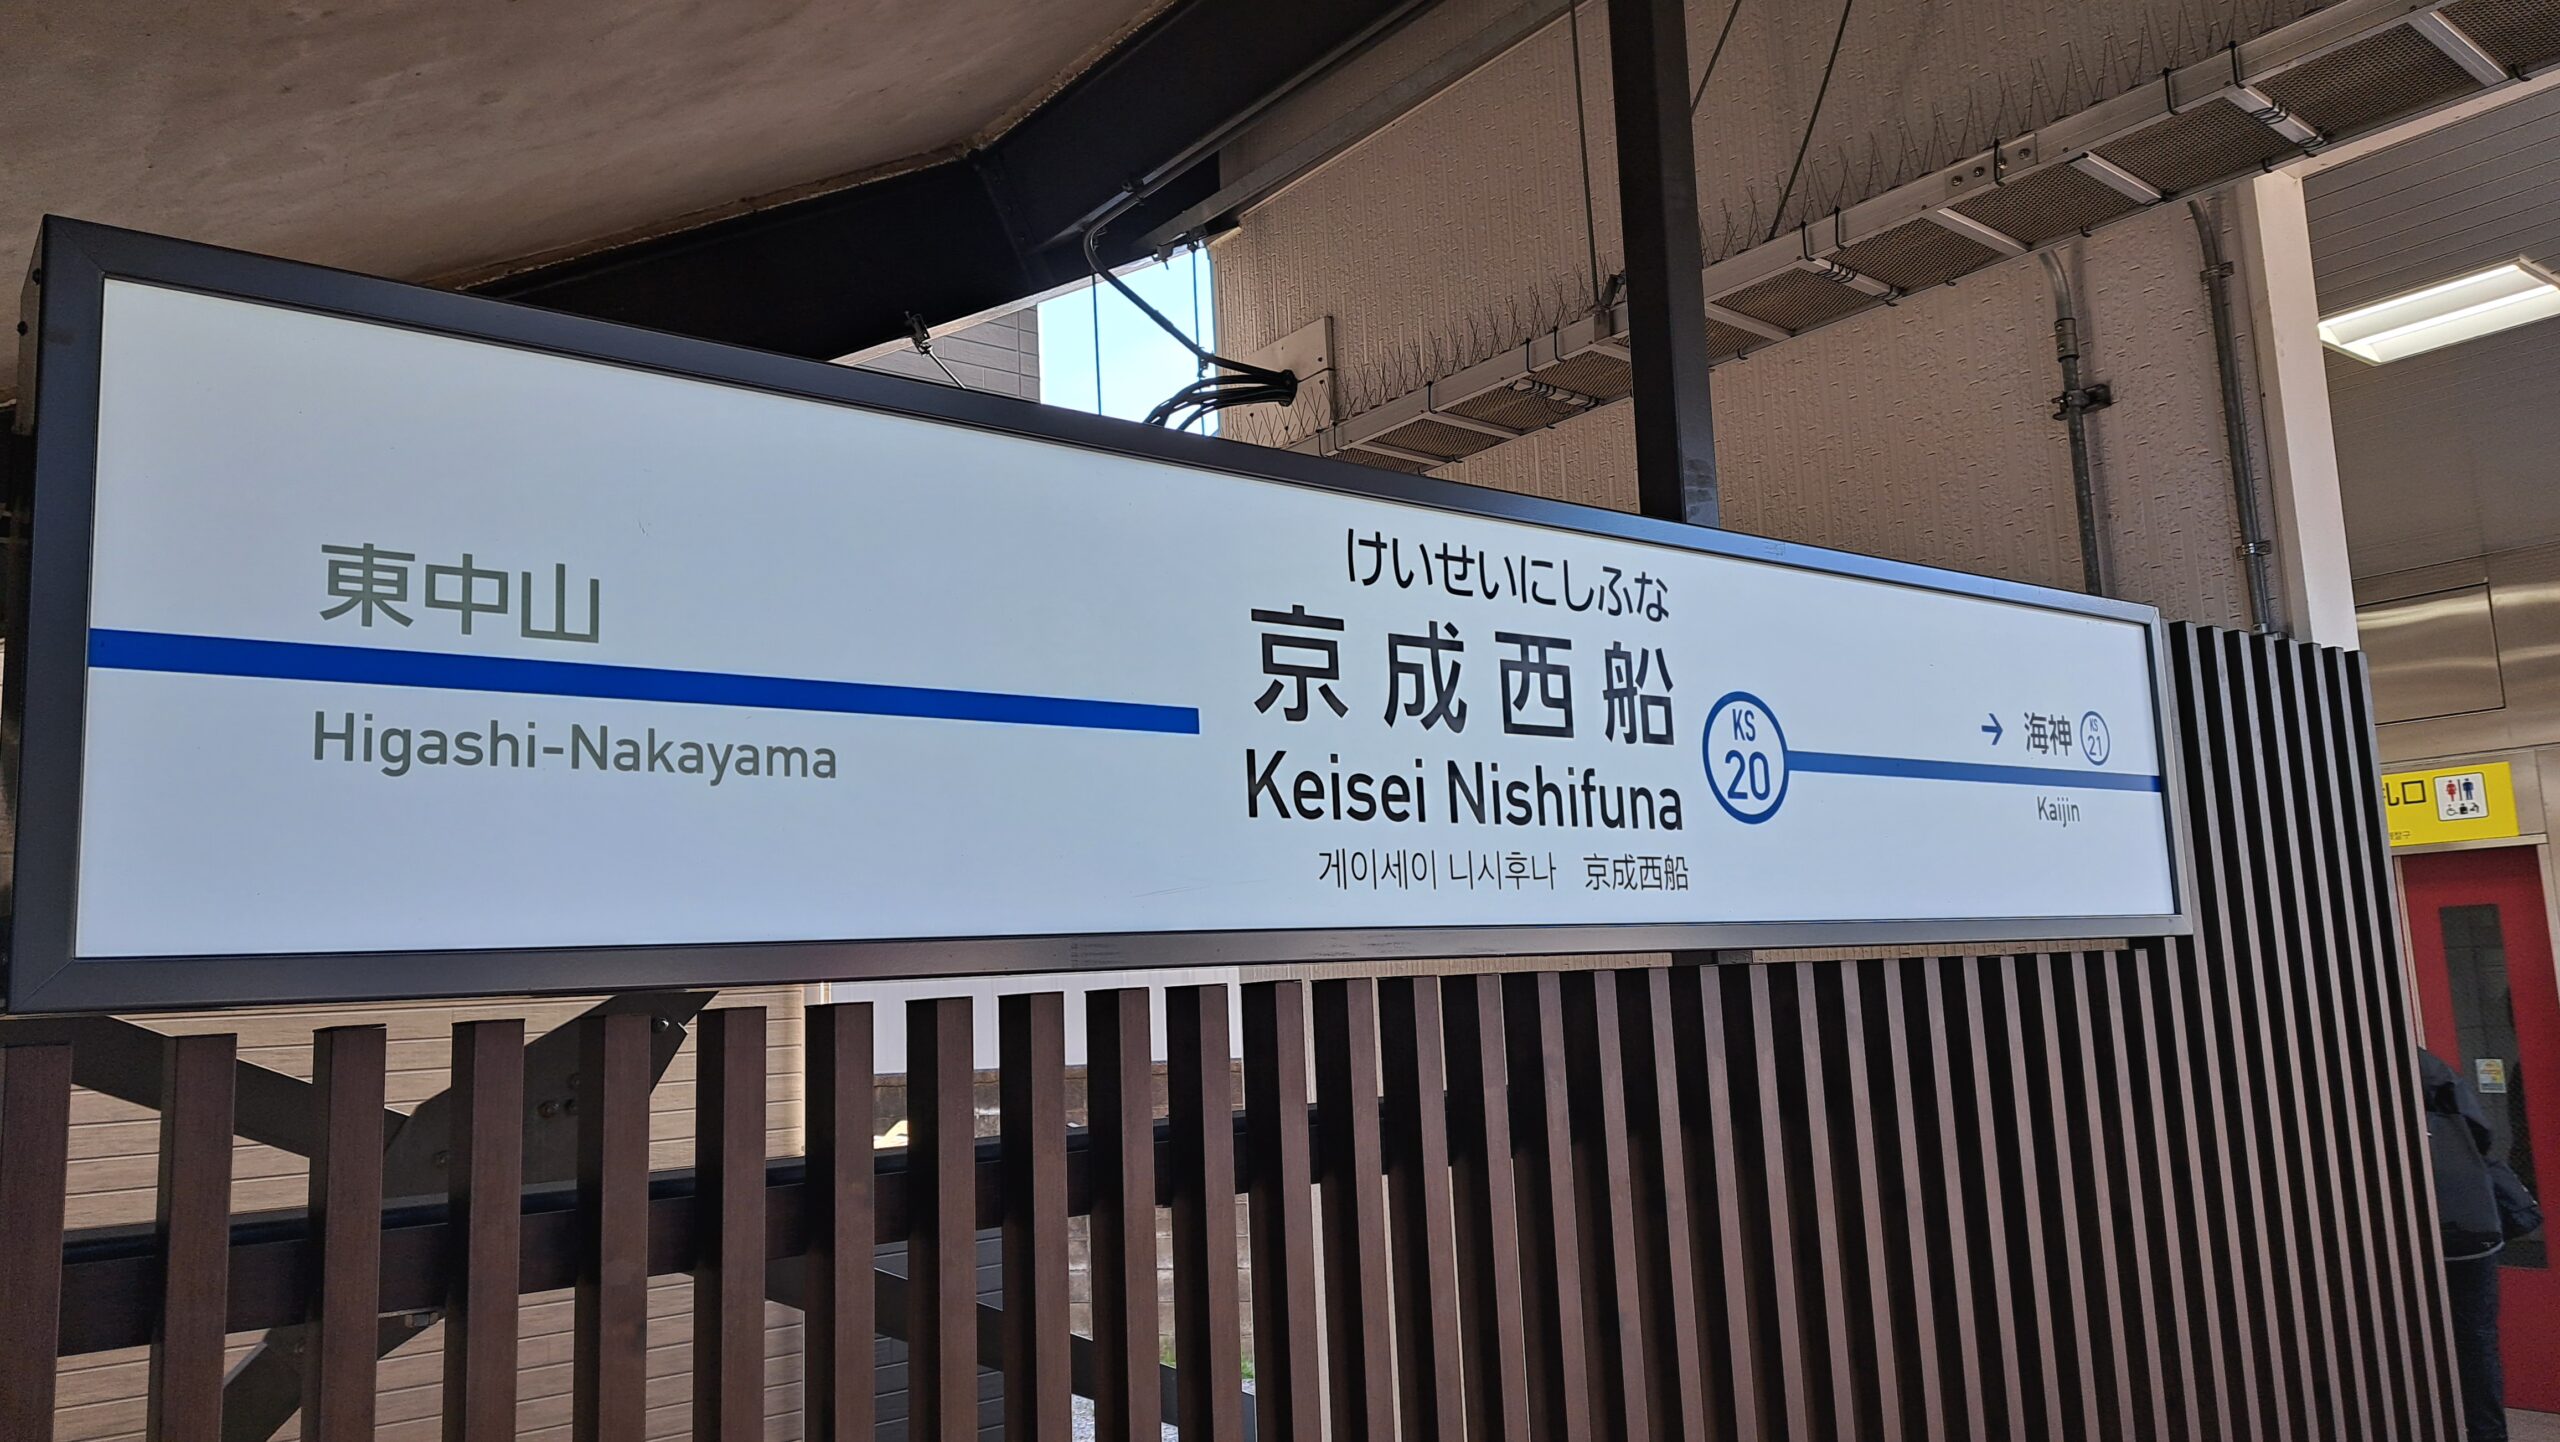 東中山
Higashi-Nakayama
けいせいにしふな
京成西船
Keisei Nishifuna
게이세이 니시후나 京成西船
KS
20
→ 海神 KS 21
Kaijin
札口